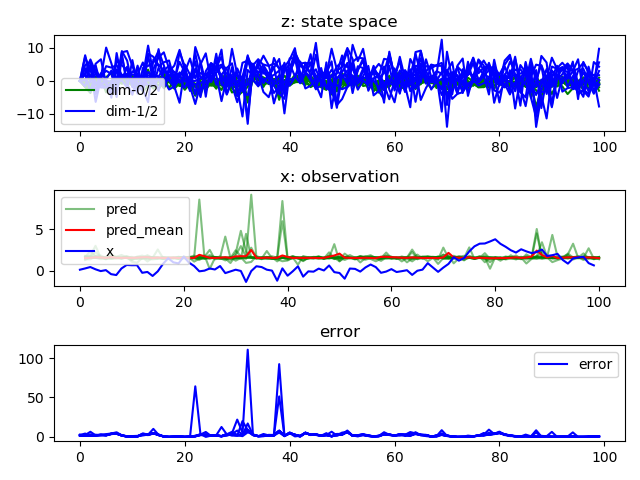 z: state space
10
0
−10
dim-0/2
dim-1/2
0 20 40 60 80 100
x: observation
5
0
pred
pred_mean
x
0 20 40 60 80 100
error
100
50
0
error
0 20 40 60 80 100